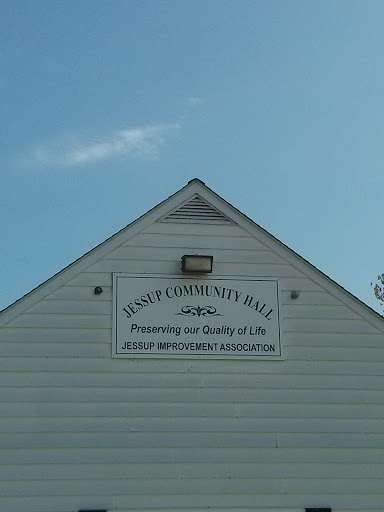 JESSUP COMMUNITY HALL
Preserving our Quality of Life
JESSUP IMPROVEMENT ASSOCIATION